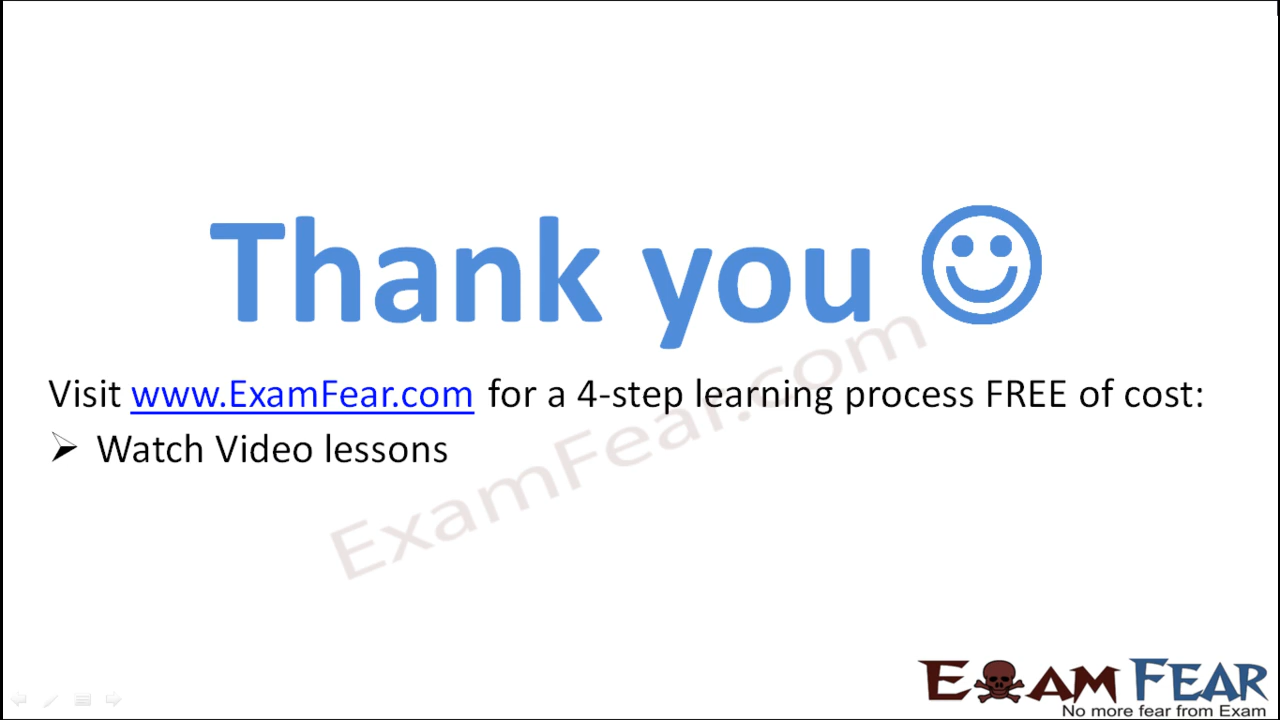 Thank you
Visit www.ExamFear.com for a 4-step learning process FREE of cost:
➢ Watch Video lessons
ExamFear.com
EXAM FEAR
No more fear from Exam